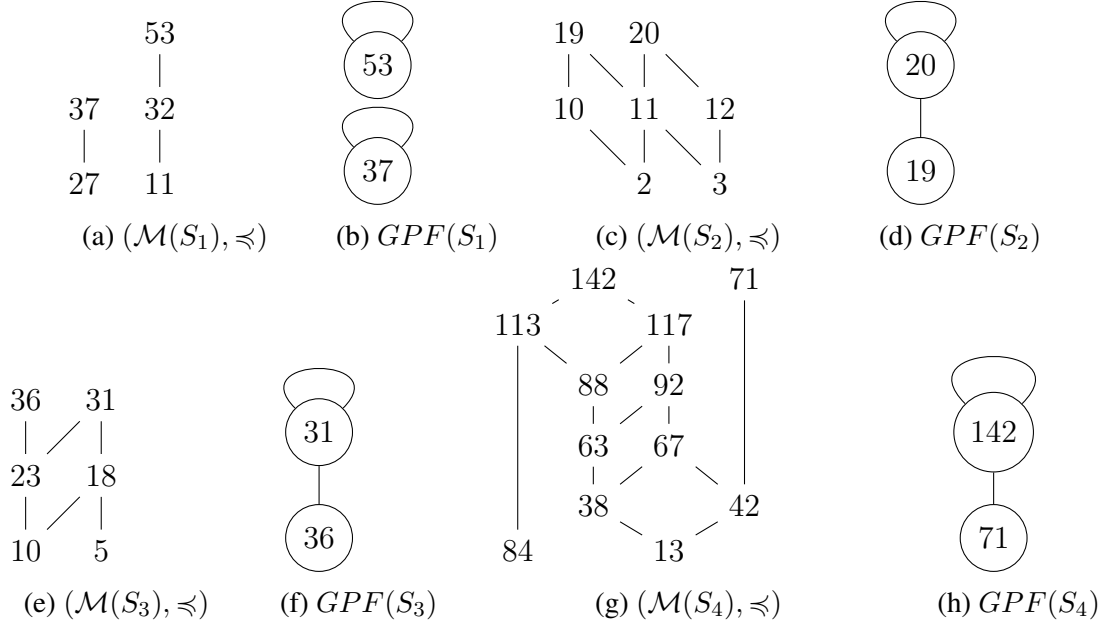 53
37 32
27 11
(a) (ℳ(S₁), ≼)
53
37
(b) GPF(S₁)
19 20
10 11 12
2 3
(c) (ℳ(S₂), ≼)
20
19
(d) GPF(S₂)
36 31
23 18
10 5
(e) (ℳ(S₃), ≼)
31
36
(f) GPF(S₃)
142 71
113 117
88 92
63 67
38 42
84 13
(g) (ℳ(S₄), ≼)
142
71
(h) GPF(S₄)